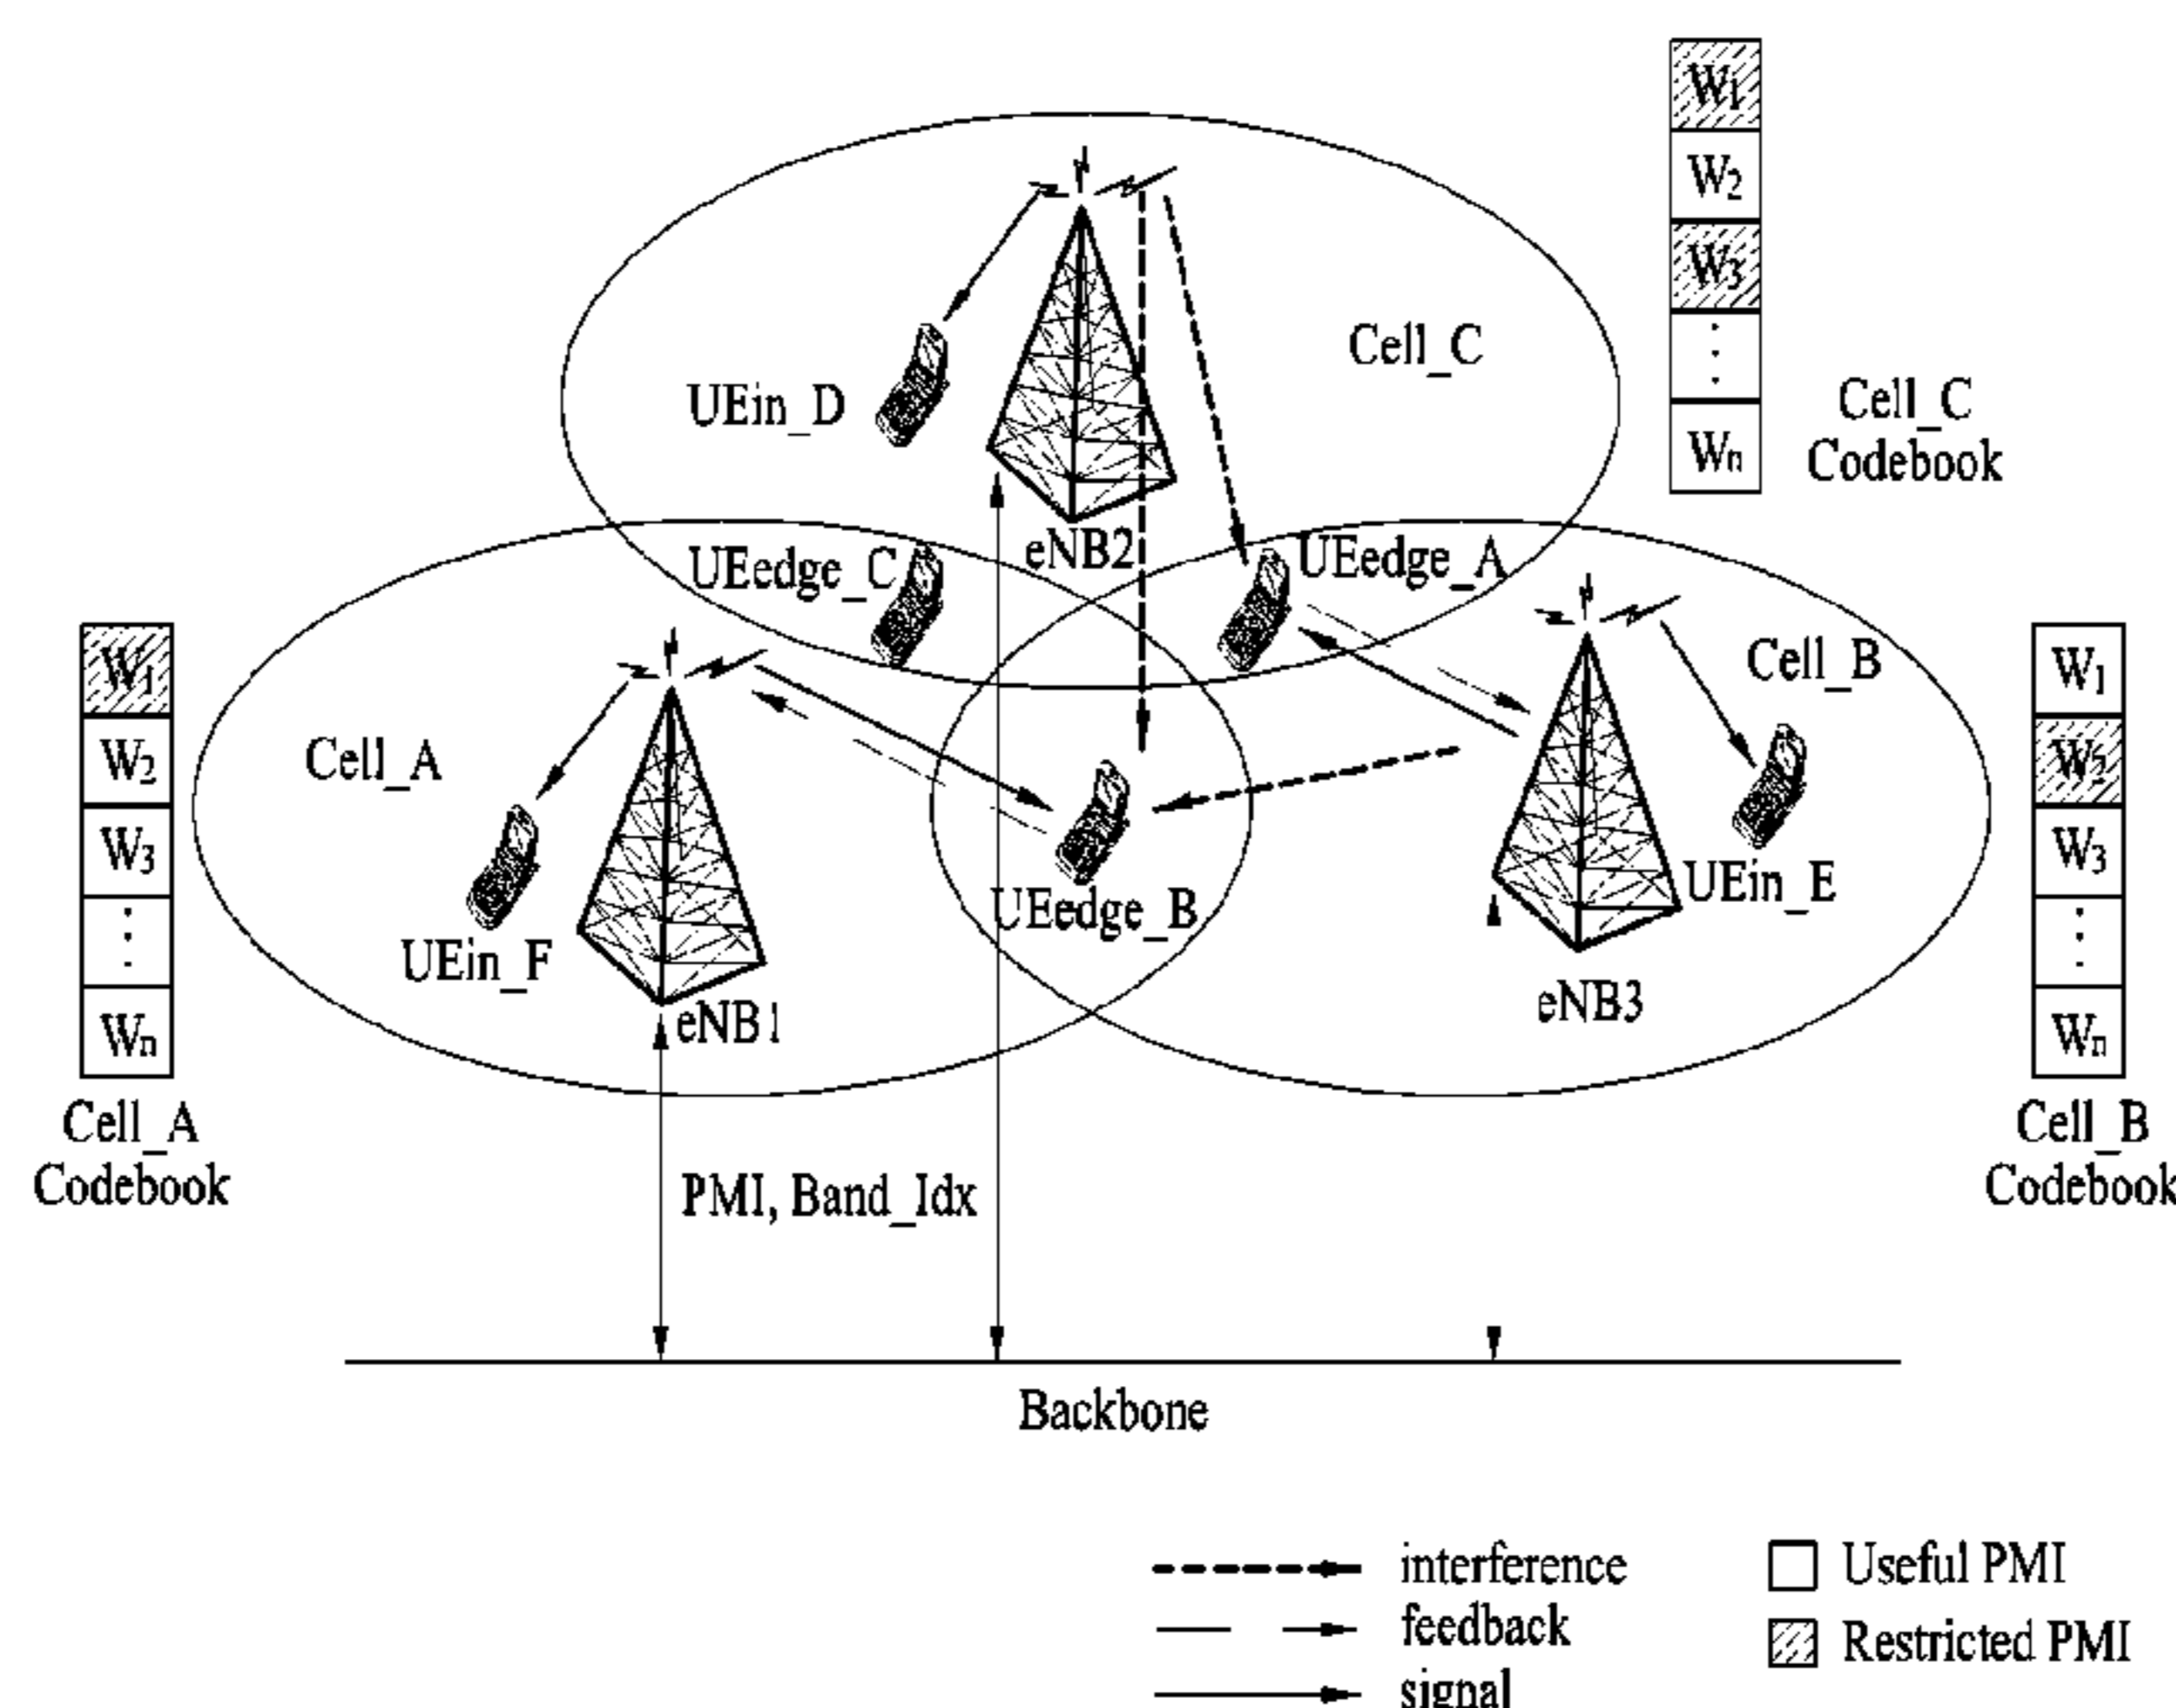 W1
W2
W3
Wn
Cell_C
Codebook
Cell_C
UEin_D
eNB2
UEedge_C
UEedge_A
Cell_B
Cell_A
UEedge_B
UEin_E
UEin_F
eNB1
eNB3
W1
W2
W3
Wn
Cell_A
Codebook
W1
W2
W3
Wn
Cell_B
Codebook
PMI, Band_Idx
Backbone
interference
feedback
signal
Useful PMI
Restricted PMI